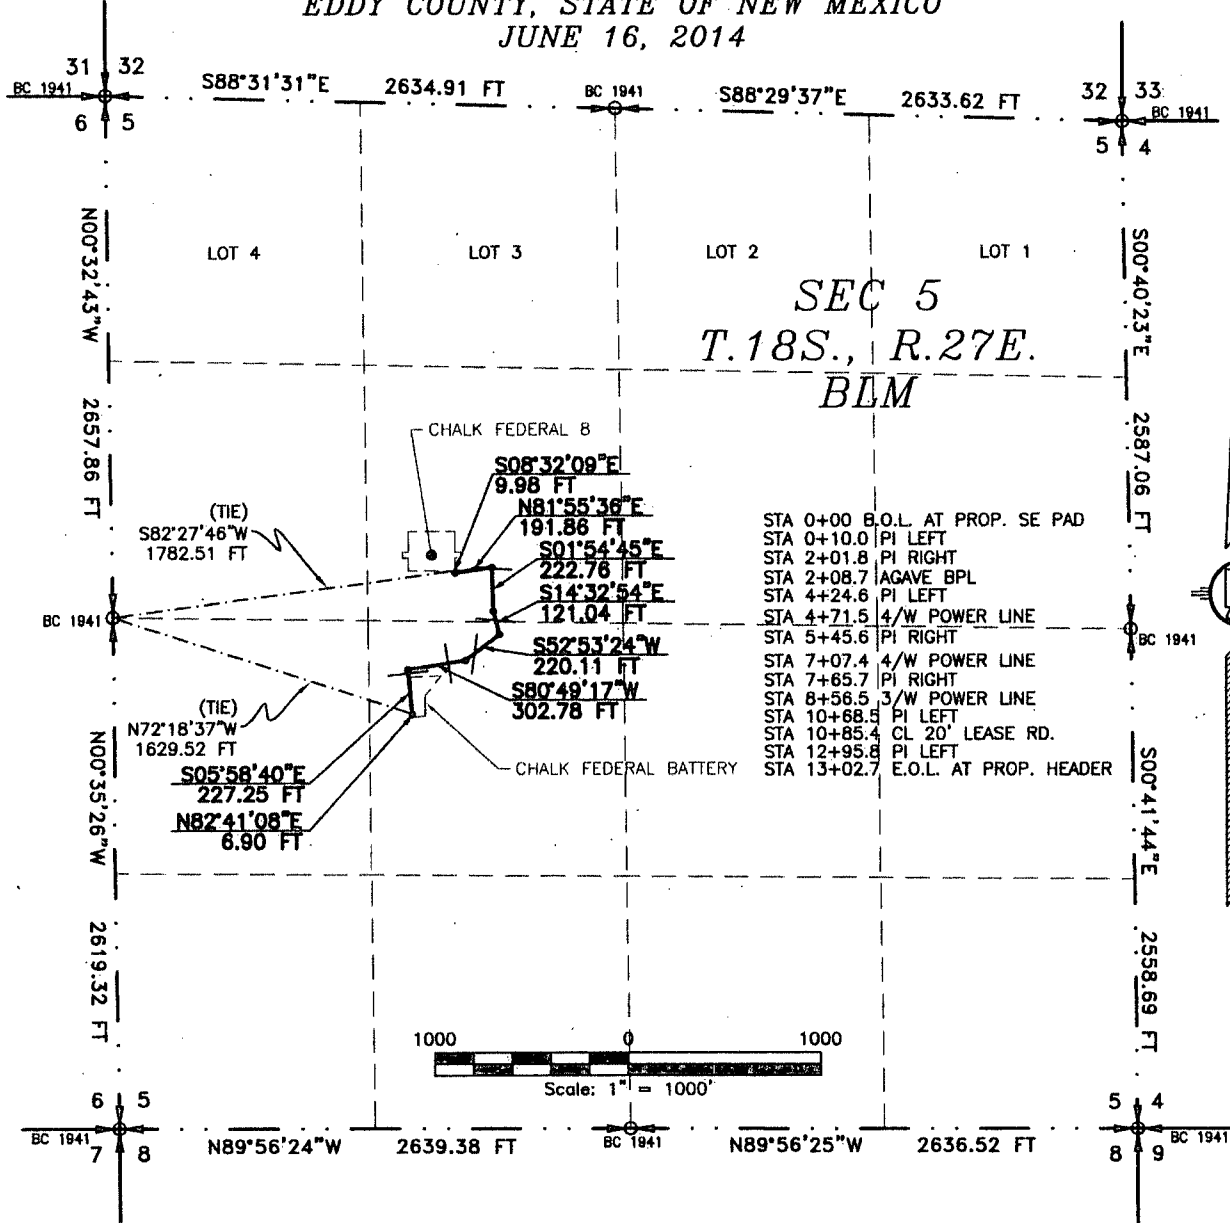 EDDY COUNTY, STATE OF NEW MEXICO
JUNE 16, 2014
31 32
S88°31'31"E 2634.91 FT
BC 1941
S88°29'37"E 2633.62 FT
32 33
BC 1941
BC 1941
6 5
5 4
N00°32'43"W
2657.86 FT
LOT 4
LOT 3
LOT 2
LOT 1
S00°40'23"E
2587.06 FT
SEC 5
T.18S., R.27E.
BLM
CHALK FEDERAL 8
S08°32'09"E
9.98 FT
N81°55'36"E
191.86 FT
S01°54'45"E
222.76 FT
S14°32'54"E
121.04 FT
S52°53'24"W
220.11 FT
S80°49'17"W
302.78 FT
(TIE)
S82°27'46"W
1782.51 FT
BC 1941
(TIE)
N72°18'37"W
1629.52 FT
S05°58'40"E
227.25 FT
N82°41'08"E
6.90 FT
CHALK FEDERAL BATTERY
STA 0+00 B.O.L. AT PROP. SE PAD
STA 0+10.0 PI LEFT
STA 2+01.8 PI RIGHT
STA 2+08.7 AGAVE BPL
STA 4+24.6 PI LEFT
STA 4+71.5 4/W POWER LINE
STA 5+45.6 PI RIGHT
STA 7+07.4 4/W POWER LINE
STA 7+65.7 PI RIGHT
STA 8+56.5 3/W POWER LINE
STA 10+68.5 PI LEFT
STA 10+85.4 CL 20' LEASE RD.
STA 12+95.8 PI LEFT
STA 13+02.7 E.O.L. AT PROP. HEADER
BC 1941
N00°35'26"W
2619.32 FT
S00°41'44"E
2558.69 FT
1000 0 1000
Scale: 1" = 1000'
6 5
5 4
BC 1941
N89°56'24"W 2639.38 FT
BC 1941
N89°56'25"W 2636.52 FT
BC 1941
7 8
8 9